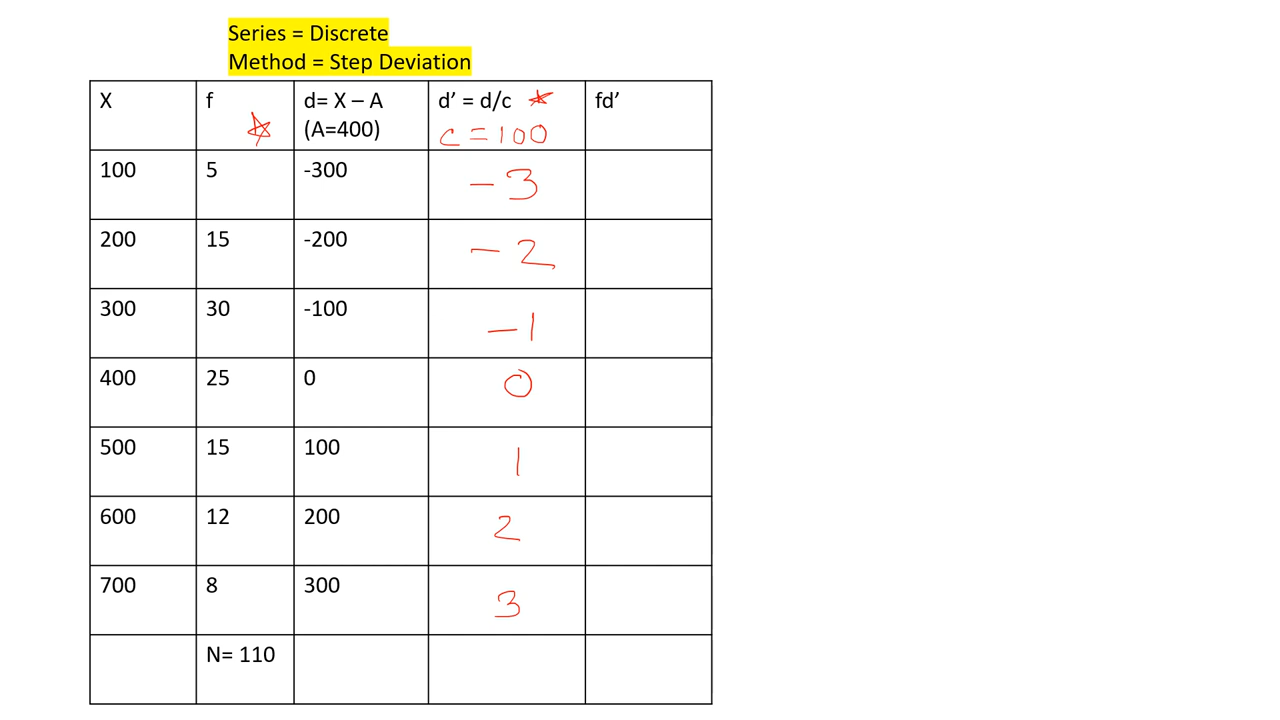 Series = Discrete
Method = Step Deviation
X f d= X – A d’ = d/c fd’
(A=400) c = 100
100 5 -300 -3
200 15 -200 -2
300 30 -100 -1
400 25 0 0
500 15 100 1
600 12 200 2
700 8 300 3
N= 110